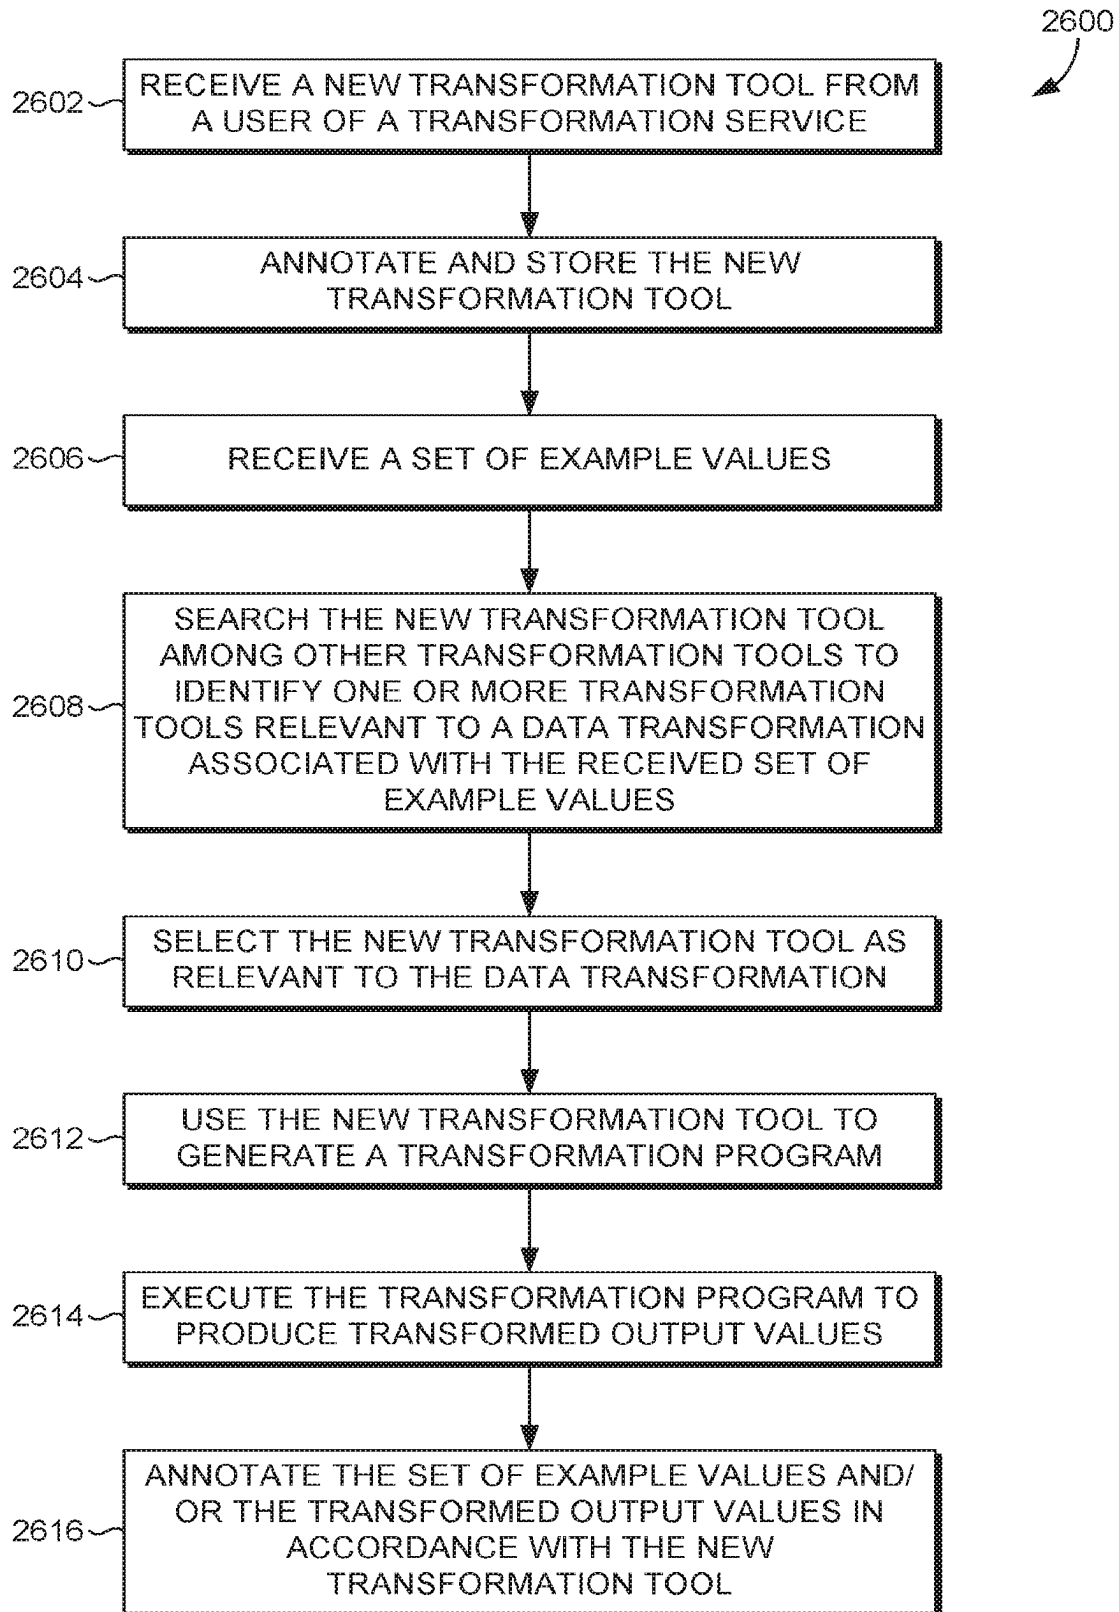 2600
2602
RECEIVE A NEW TRANSFORMATION TOOL FROM
A USER OF A TRANSFORMATION SERVICE
2604
ANNOTATE AND STORE THE NEW
TRANSFORMATION TOOL
2606
RECEIVE A SET OF EXAMPLE VALUES
2608
SEARCH THE NEW TRANSFORMATION TOOL
AMONG OTHER TRANSFORMATION TOOLS TO
IDENTIFY ONE OR MORE TRANSFORMATION
TOOLS RELEVANT TO A DATA TRANSFORMATION
ASSOCIATED WITH THE RECEIVED SET OF
EXAMPLE VALUES
2610
SELECT THE NEW TRANSFORMATION TOOL AS
RELEVANT TO THE DATA TRANSFORMATION
2612
USE THE NEW TRANSFORMATION TOOL TO
GENERATE A TRANSFORMATION PROGRAM
2614
EXECUTE THE TRANSFORMATION PROGRAM TO
PRODUCE TRANSFORMED OUTPUT VALUES
2616
ANNOTATE THE SET OF EXAMPLE VALUES AND/
OR THE TRANSFORMED OUTPUT VALUES IN
ACCORDANCE WITH THE NEW
TRANSFORMATION TOOL